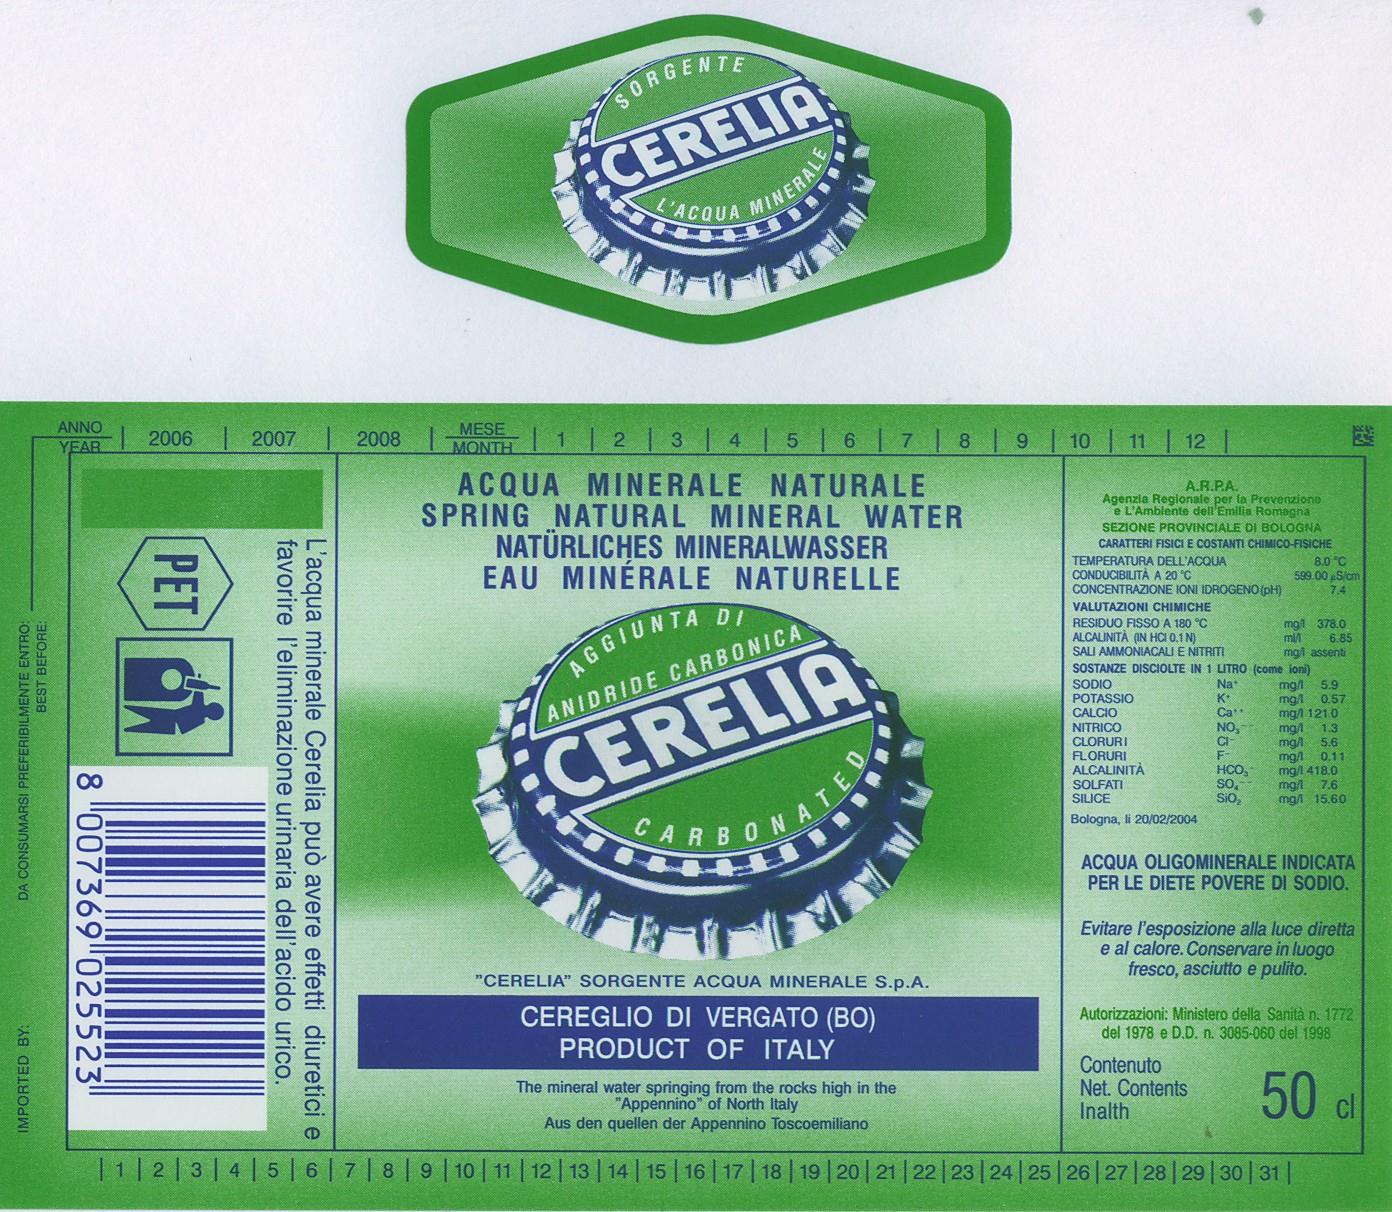 SORGENTE
CERELIA
L'ACQUA MINERALE
ANNO
YEAR
2006
2007
2008
MESE
MONTH
1 2 3 4 5 6 7 8 9 10 11 12
DA CONSUMARSI PREFERIBILMENTE ENTRO:
BEST BEFORE:
IMPORTED BY:
PET
L'acqua minerale Cerelia può avere effetti diuretici e
favorire l'eliminazione urinaria dell'acido urico.
8 007369 025523
ACQUA MINERALE NATURALE
SPRING NATURAL MINERAL WATER
NATÜRLICHES MINERALWASSER
EAU MINÉRALE NATURELLE
AGGIUNTA DI
ANIDRIDE CARBONICA
CERELIA
CARBONATED
"CERELIA" SORGENTE ACQUA MINERALE S.p.A.
CEREGLIO DI VERGATO (BO)
PRODUCT OF ITALY
The mineral water springing from the rocks high in the
"Appennino" of North Italy
Aus den quellen der Appennino Toscoemiliano
A.R.P.A.
Agenzia Regionale per la Prevenzione
e L'Ambiente dell'Emilia Romagna
SEZIONE PROVINCIALE DI BOLOGNA
CARATTERI FISICI E COSTANTI CHIMICO-FISICHE
TEMPERATURA DELL'ACQUA 8.0 °C
CONDUCIBILITÀ A 20 °C 599.00 µS/cm
CONCENTRAZIONE IONI IDROGENO (pH) 7.4
VALUTAZIONI CHIMICHE
RESIDUO FISSO A 180 °C mg/l 378.0
ALCALINITÀ (IN HCl 0.1 N) ml/l 6.85
SALI AMMONIACALI E NITRITI mg/l assenti
SOSTANZE DISCIOLTE IN 1 LITRO (come ioni)
SODIO Na⁺ mg/l 5.9
POTASSIO K⁺ mg/l 0.57
CALCIO Ca⁺⁺ mg/l 121.0
NITRICO NO₃⁻⁻ mg/l 1.3
CLORURI Cl⁻ mg/l 5.6
FLORURI F⁻ mg/l 0.11
ALCALINITÀ HCO₃⁻ mg/l 418.0
SOLFATI SO₄⁻⁻ mg/l 7.6
SILICE SiO₂ mg/l 15.60
Bologna, li 20/02/2004
ACQUA OLIGOMINERALE INDICATA
PER LE DIETE POVERE DI SODIO.
Evitare l'esposizione alla luce diretta
e al calore. Conservare in luogo
fresco, asciutto e pulito.
Autorizzazioni: Ministero della Sanità n. 1772
del 1978 e D.D. n. 3085-060 del 1998
Contenuto
Net. Contents
Inalth
50 cl
1 2 3 4 5 6 7 8 9 10 11 12 13 14 15 16 17 18 19 20 21 22 23 24 25 26 27 28 29 30 31